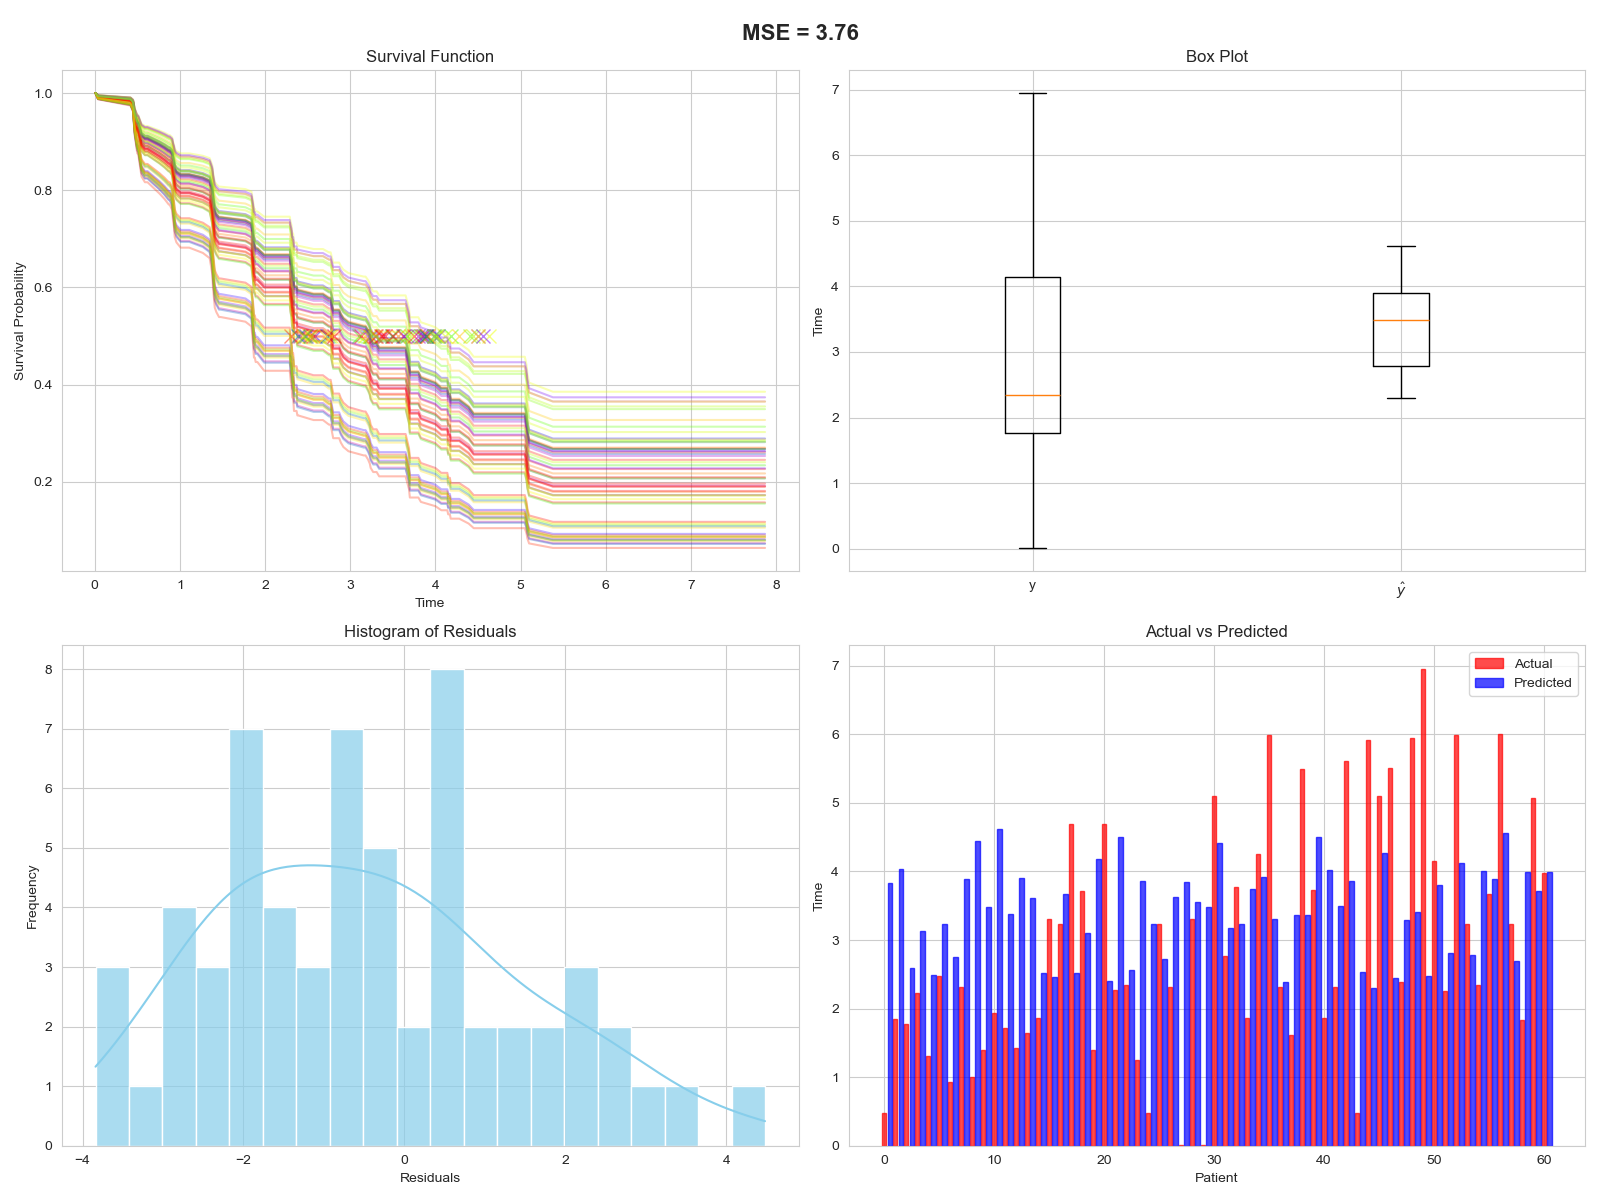 MSE = 3.76
Survival Function
Survival Probability
1.0
0.8
0.6
0.4
0.2
0 1 2 3 4 5 6 7 8
Time
Box Plot
Time
7
6
5
4
3
2
1
0
y ŷ
Histogram of Residuals
Frequency
8
7
6
5
4
3
2
1
0
−4 −2 0 2 4
Residuals
Actual vs Predicted
Actual
Predicted
Time
7
6
5
4
3
2
1
0
0 10 20 30 40 50 60
Patient